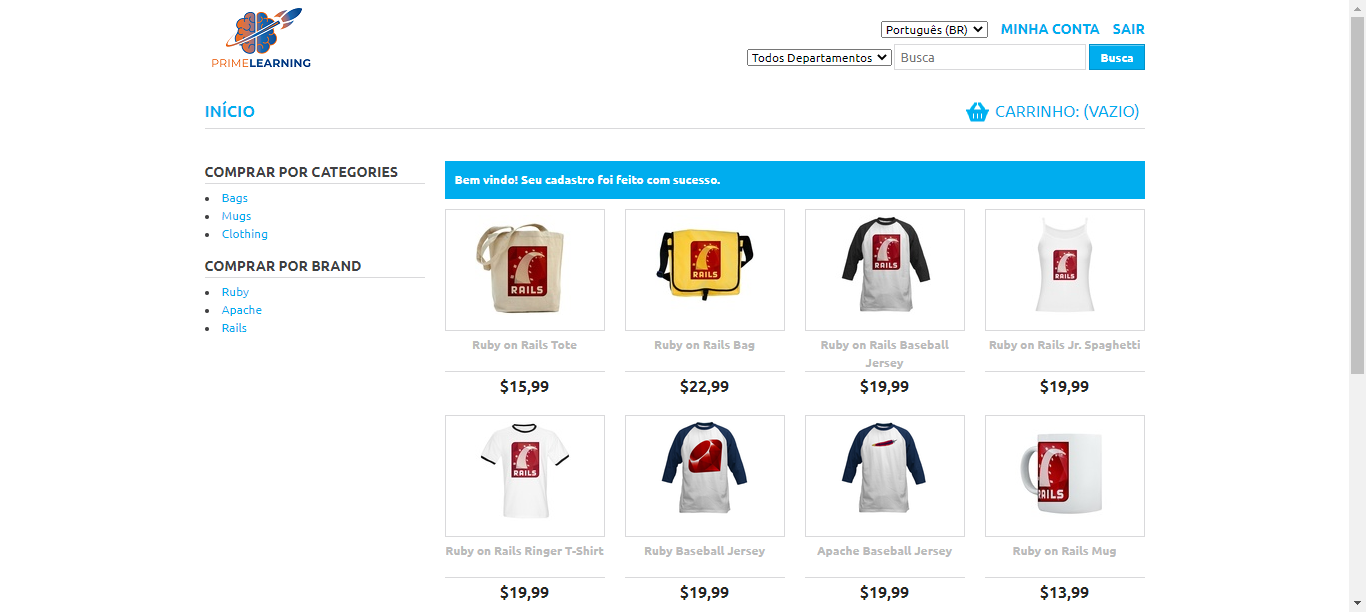 PRIMELEARNING
Português (BR)
MINHA CONTA
SAIR
Todos Departamentos
Busca
Busca
INÍCIO
CARRINHO: (VAZIO)
COMPRAR POR CATEGORIES
Bags
Mugs
Clothing
COMPRAR POR BRAND
Ruby
Apache
Rails
Bem vindo! Seu cadastro foi feito com sucesso.
RAILS
RAILS
RAILS
RAILS
Ruby on Rails Tote
Ruby on Rails Bag
Ruby on Rails Baseball
Jersey
Ruby on Rails Jr. Spaghetti
$15,99
$22,99
$19,99
$19,99
RAILS
RAILS
Ruby on Rails Ringer T-Shirt
Ruby Baseball Jersey
Apache Baseball Jersey
Ruby on Rails Mug
$19,99
$19,99
$19,99
$13,99